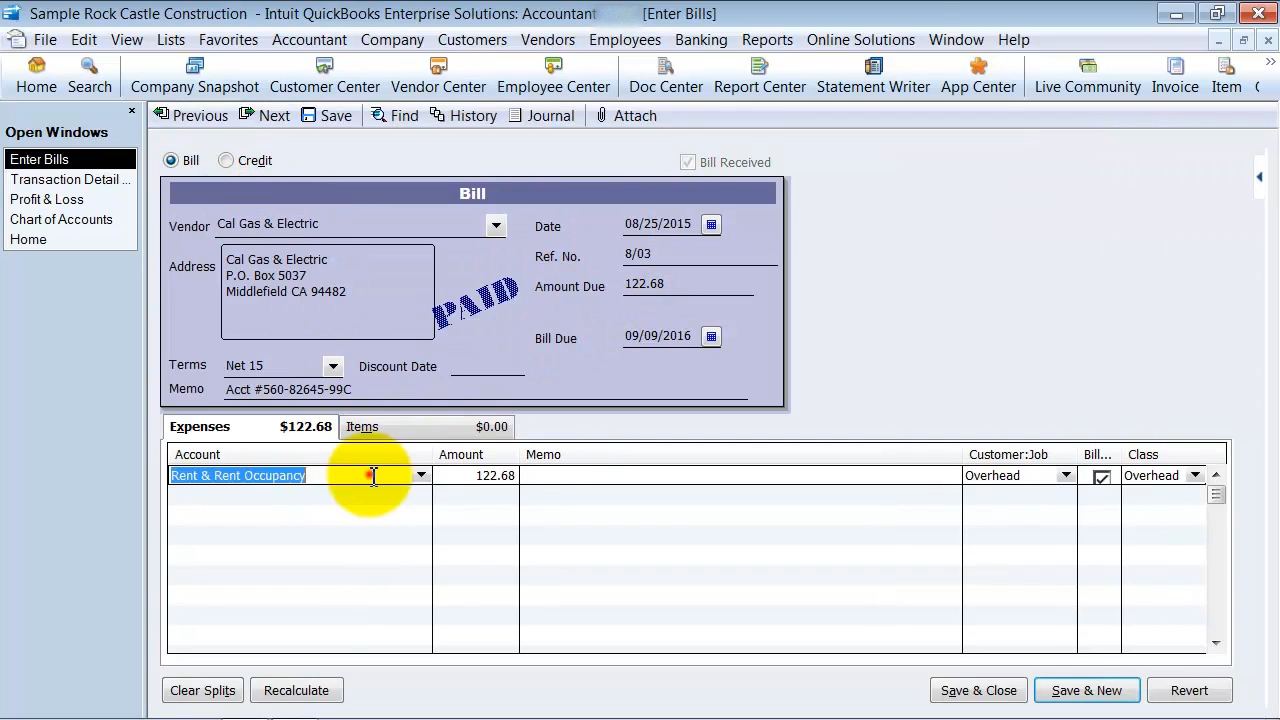 Sample Rock Castle Construction - Intuit QuickBooks Enterprise Solutions: Accountant [Enter Bills]
File Edit View Lists Favorites Accountant Company Customers Vendors Employees Banking Reports Online Solutions Window Help
Home Search Company Snapshot Customer Center Vendor Center Employee Center Doc Center Report Center Statement Writer App Center Live Community Invoice Item
Previous Next Save Find History Journal Attach
Open Windows
Enter Bills
Transaction Detail ...
Profit & Loss
Chart of Accounts
Home
Bill Credit Bill Received
Bill
Vendor Cal Gas & Electric Date 08/25/2015
Address Cal Gas & Electric Ref. No. 8/03
P.O. Box 5037 Amount Due 122.68
Middlefield CA 94482
PAID
Bill Due 09/09/2016
Terms Net 15 Discount Date
Memo Acct #560-82645-99C
Expenses $122.68 Items $0.00
Account Amount Memo Customer:Job Bill... Class
Rent & Rent Occupancy 122.68 Overhead Overhead
Clear Splits Recalculate Save & Close Save & New Revert